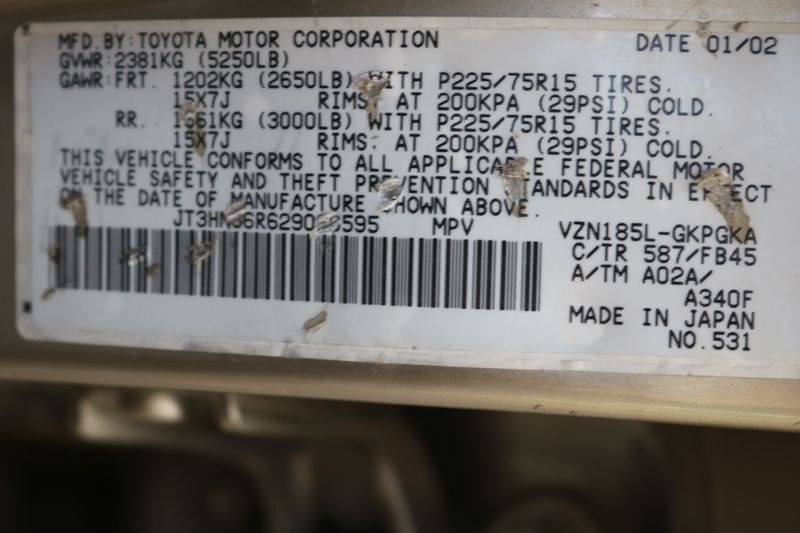 MFD.BY:TOYOTA MOTOR CORPORATION DATE 01/02
GVWR:2381KG (5250LB)
GAWR:FRT. 1202KG (2650LB) WITH P225/75R15 TIRES.
15X7J RIMS, AT 200KPA (29PSI) COLD.
RR. (3000LB) WITH P225/75R15 TIRES.
15X7J RIMS, AT 200KPA (29PSI) COLD.
THIS VEHICLE CONFORMS TO ALL APPLICABLE FEDERAL MOTOR
VEHICLE SAFETY AND THEFT PREVENTION STANDARDS IN EFFECT
ON THE DATE OF MANUFACTURE SHOWN ABOVE.
MPV VZN185L-GKPGKA
C/TR 587/FB45
A/TM A02A/
A340F
MADE IN JAPAN
NO.531